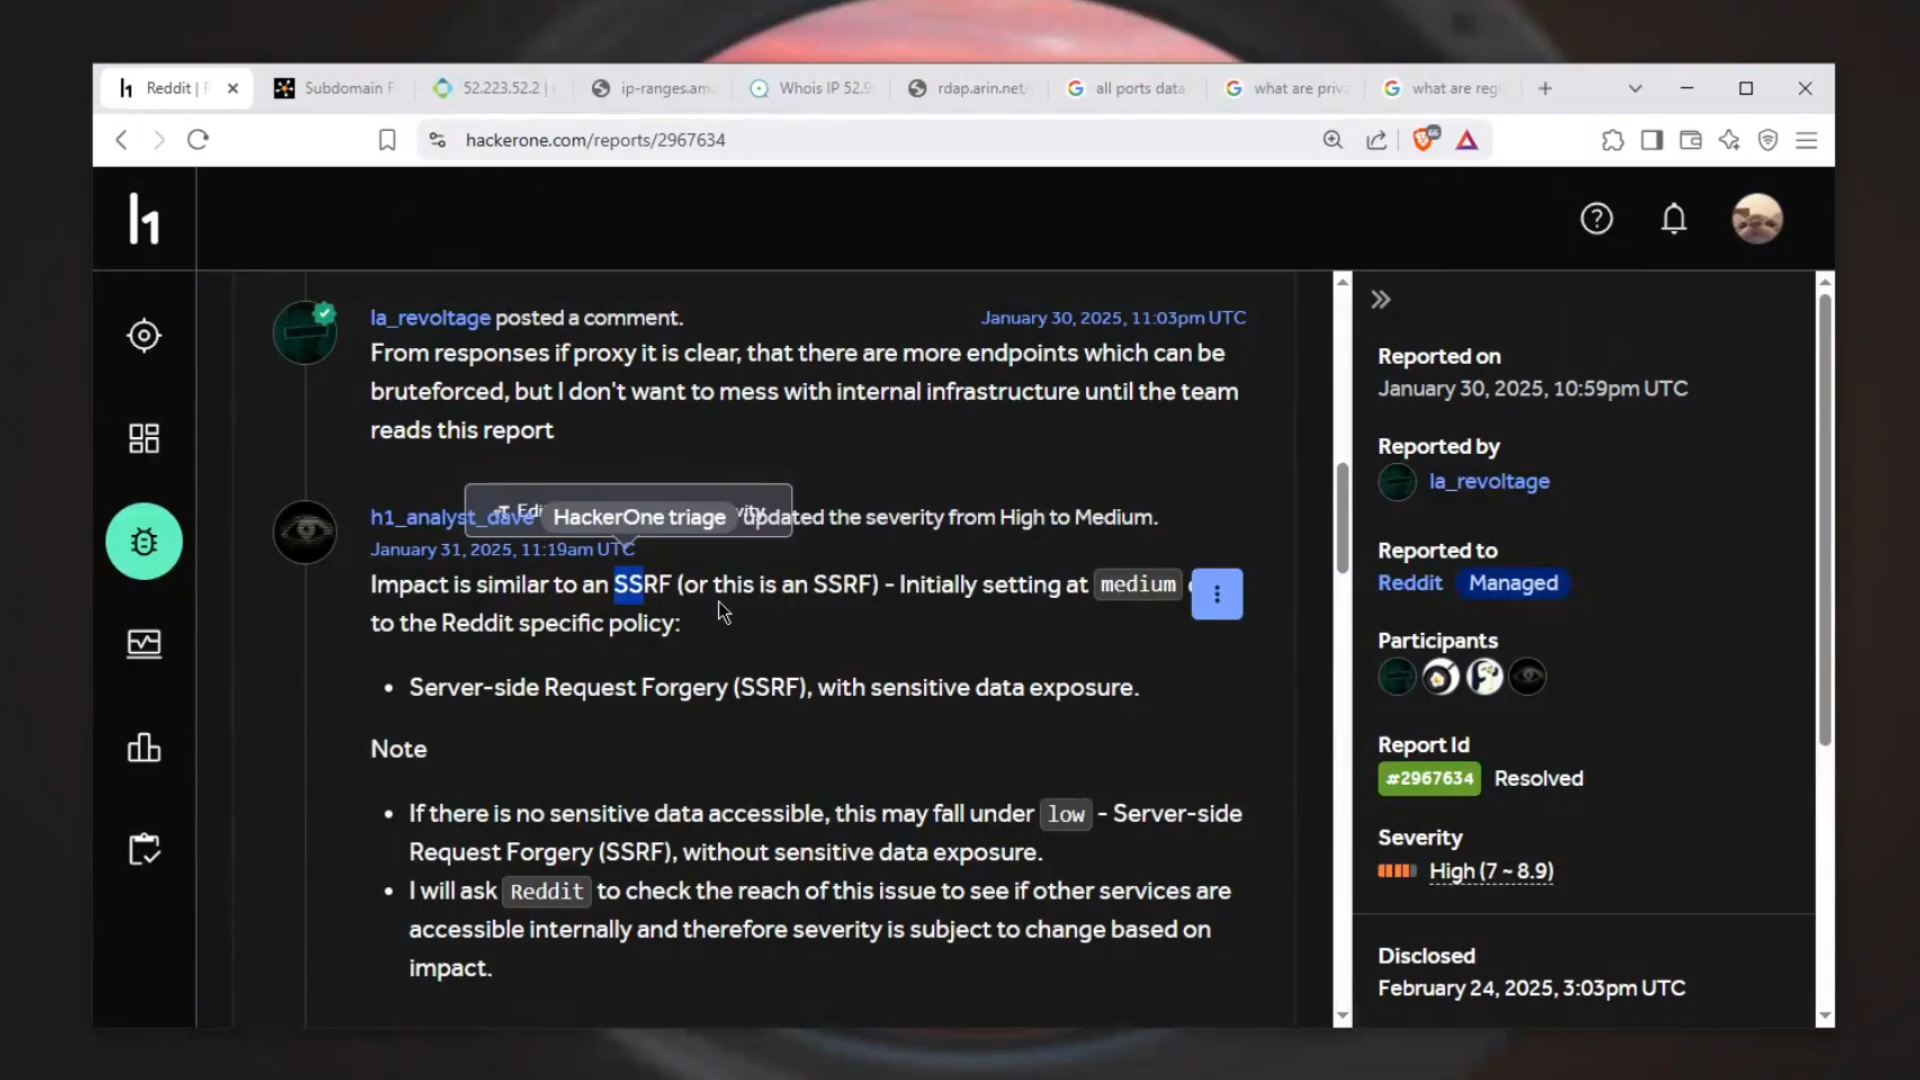 Reddit |
Subdomain F
52.223.52.2 |
ip-ranges.ama
Whois IP 52.9
rdap.arin.net/
all ports data
what are priva
what are reg
hackerone.com/reports/2967634
66
h1
la_revoltage posted a comment.
January 30, 2025, 11:03pm UTC
From responses if proxy it is clear, that there are more endpoints which can be
bruteforced, but I don't want to mess with internal infrastructure until the team
reads this report
h1_analyst_dave HackerOne triage updated the severity from High to Medium.
January 31, 2025, 11:19am UTC
Impact is similar to an SSRF (or this is an SSRF) - Initially setting at medium
to the Reddit specific policy:
• Server-side Request Forgery (SSRF), with sensitive data exposure.
Note
• If there is no sensitive data accessible, this may fall under low - Server-side
Request Forgery (SSRF), without sensitive data exposure.
• I will ask Reddit to check the reach of this issue to see if other services are
accessible internally and therefore severity is subject to change based on
impact.
Reported on
January 30, 2025, 10:59pm UTC
Reported by
la_revoltage
Reported to
Reddit Managed
Participants
Report Id
#2967634 Resolved
Severity
High (7 ~ 8.9)
Disclosed
February 24, 2025, 3:03pm UTC